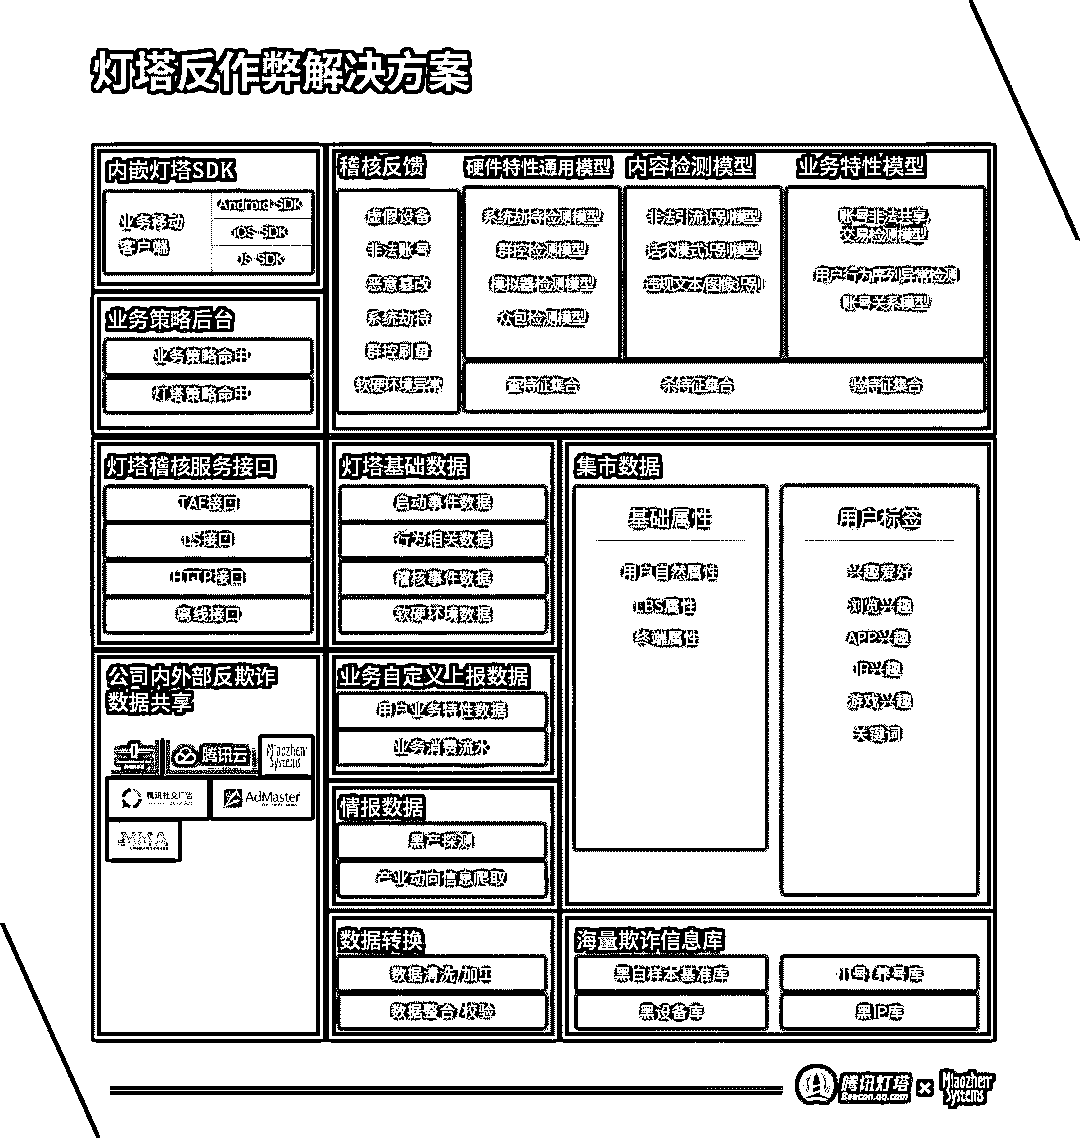 灯塔反作弊解决方案
内嵌灯塔SDK
业务移动
客户端
Android SDK
iOS SDK
JS SDK
业务策略后台
业务策略命中
灯塔策略命中
稽核反馈
虚假设备
非法账号
恶意篡改
系统劫持
群控刷量
软硬环境异常
硬件特性通用模型
系统劫持检测模型
群控检测模型
模拟器检测模型
众包检测模型
内容检测模型
非法引流识别模型
话术模式识别模型
违规文本/图像识别
业务特性模型
帐号非法共享
交易检测模型
用户行为序列异常检测
帐号关系模型
查特征集合
杀特征集合
验特征集合
灯塔稽核服务接口
TAF接口
L5接口
HTTP接口
离线接口
灯塔基础数据
启动事件数据
行为相关数据
稽核事件数据
软硬环境数据
集市数据
基础属性
用户自然属性
LBS属性
终端属性
用户标签
兴趣爱好
浏览兴趣
APP兴趣
IP兴趣
游戏兴趣
关键词
公司内外部反欺诈
数据共享
腾讯云
Miaozhen
Systems
腾讯社交广告
AdMaster
MMA
业务自定义上报数据
用户业务特性数据
业务消费流水
情报数据
黑产探测
产业动向信息爬取
数据转换
数据清洗/加工
数据整合/校验
海量欺诈信息库
黑白样本基准库
小号/养号库
黑设备库
黑IP库
腾讯灯塔
Beacon.qq.com
×
Miaozhen
Systems